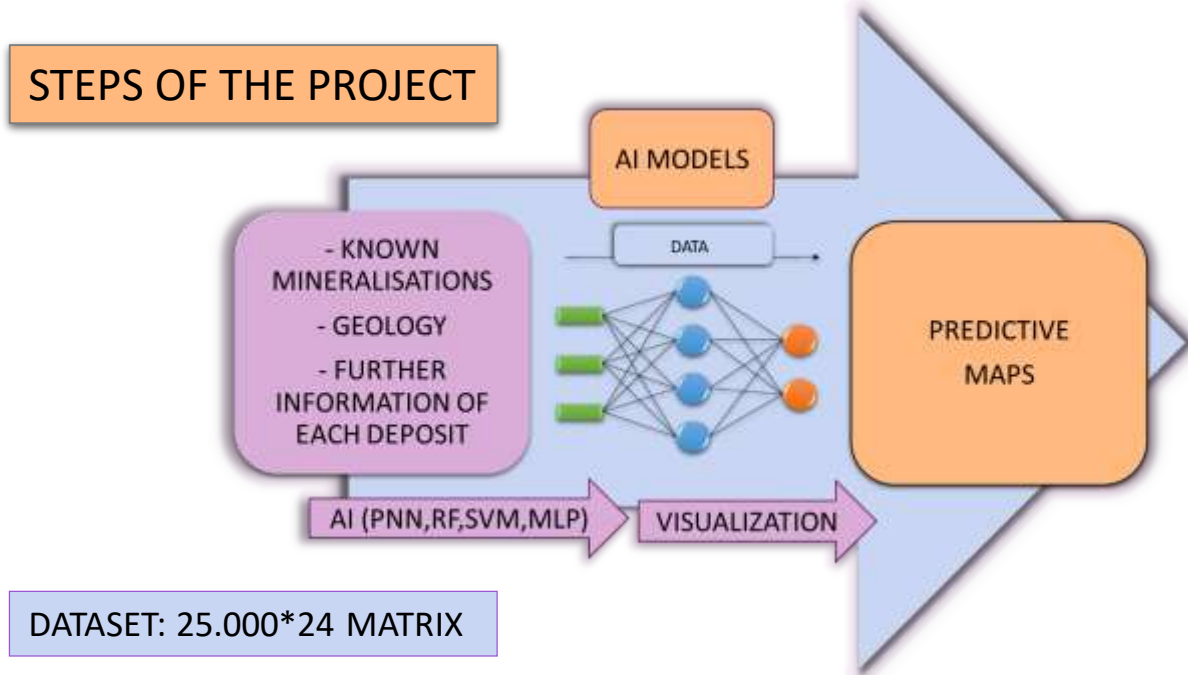 STEPS OF THE PROJECT
AI MODELS
- KNOWN
MINERALISATIONS
- GEOLOGY
- FURTHER
INFORMATION OF
EACH DEPOSIT
DATA
PREDICTIVE
MAPS
AI (PNN,RF,SVM,MLP)
VISUALIZATION
DATASET: 25.000*24 MATRIX